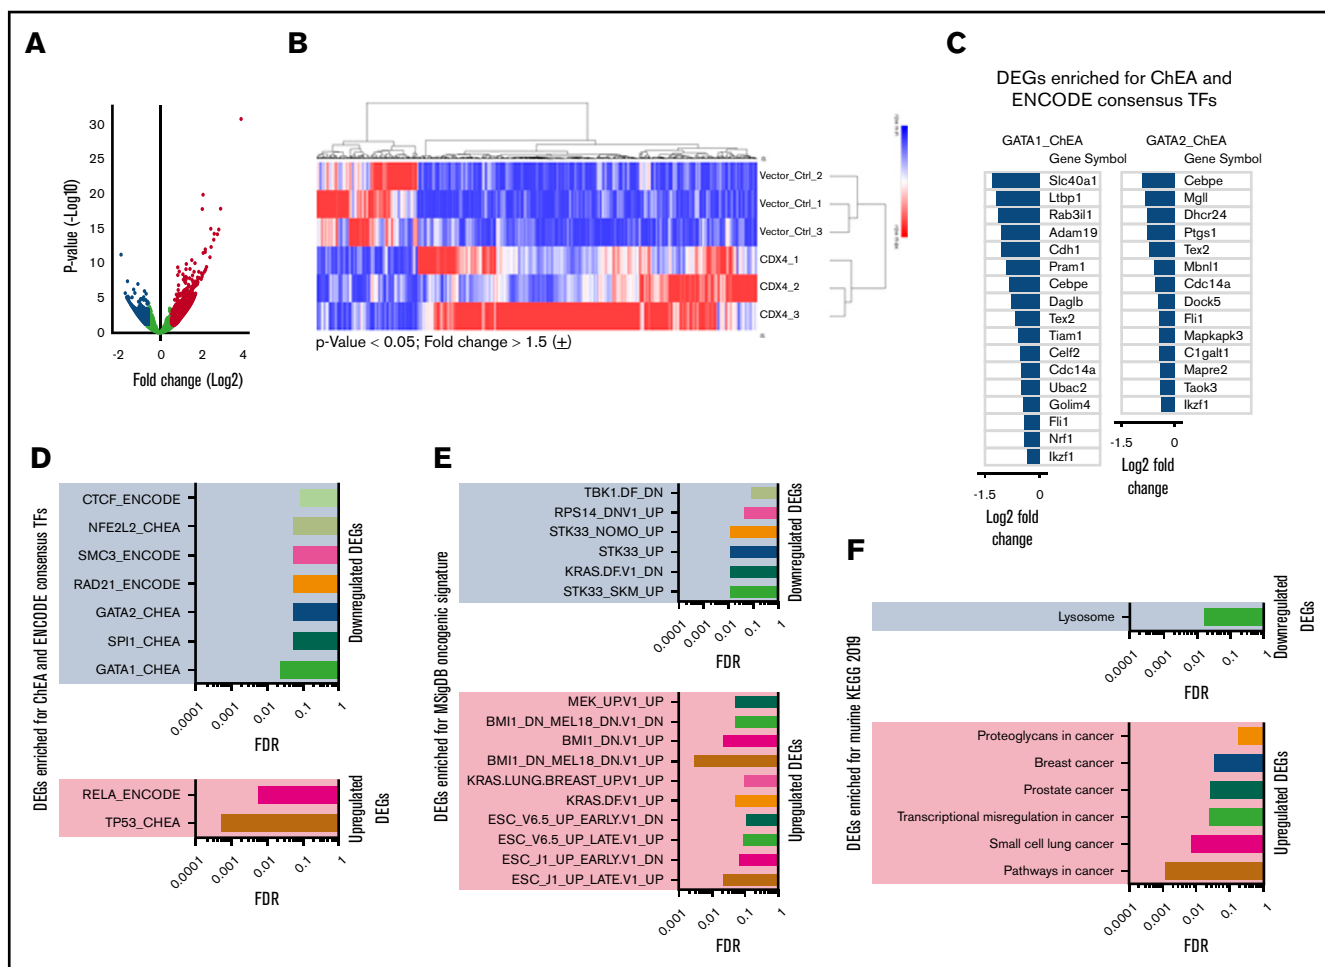 A
P-value (-Log10)
30
25
20
15
10
5
0
-2
0
2
4
Fold change (Log2)
B
Vector_Ctrl_2
Vector_Ctrl_1
Vector_Ctrl_3
CDX4_1
CDX4_2
CDX4_3
p-Value < 0.05; Fold change > 1.5 (±)
C
DEGs enriched for ChEA and
ENCODE consensus TFs
GATA1_ChEA
Gene Symbol
Slc40a1
Ltbp1
Rab3il1
Adam19
Cdh1
Pram1
Cebpe
Daglb
Tex2
Tiam1
Celf2
Cdc14a
Ubac2
Golim4
Fli1
Nrf1
Ikzf1
-1.5
0
Log2 fold
change
GATA2_ChEA
Gene Symbol
Cebpe
Mgll
Dhcr24
Ptgs1
Tex2
Mbnl1
Cdc14a
Dock5
Fli1
Mapkapk3
C1galt1
Mapre2
Taok3
Ikzf1
-1.5
0
Log2 fold
change
D
DEGs enriched for ChEA and ENCODE consensus TFs
CTCF_ENCODE
NFE2L2_CHEA
SMC3_ENCODE
RAD21_ENCODE
GATA2_CHEA
SPI1_CHEA
GATA1_CHEA
Downregulated DEGs
0.0001
0.001
0.01
0.1
1
FDR
RELA_ENCODE
TP53_CHEA
Upregulated
DEGs
0.0001
0.001
0.01
0.1
1
FDR
E
DEGs enriched for MSigDB oncogenic signature
TBK1.DF_DN
RPS14_DNV1_UP
STK33_NOMO_UP
STK33_UP
KRAS.DF.V1_DN
STK33_SKM_UP
Downregulated DEGs
0.0001
0.001
0.01
0.1
1
FDR
MEK_UP.V1_UP
BMI1_DN_MEL18_DN.V1_DN
BMI1_DN.V1_UP
BMI1_DN_MEL18_DN.V1_UP
KRAS.LUNG.BREAST_UP.V1_UP
KRAS.DF.V1_UP
ESC_V6.5_UP_EARLY.V1_DN
ESC_V6.5_UP_LATE.V1_UP
ESC_J1_UP_EARLY.V1_DN
ESC_J1_UP_LATE.V1_UP
Upregulated DEGs
0.001
0.01
0.1
1
FDR
F
DEGs enriched for murine KEGG 2019
Lysosome
Downregulated
DEGs
0.0001
0.001
0.01
0.1
1
FDR
Proteoglycans in cancer
Breast cancer
Prostate cancer
Transcriptional misregulation in cancer
Small cell lung cancer
Pathways in cancer
Upregulated DEGs
0.0001
0.001
0.01
0.1
1
FDR